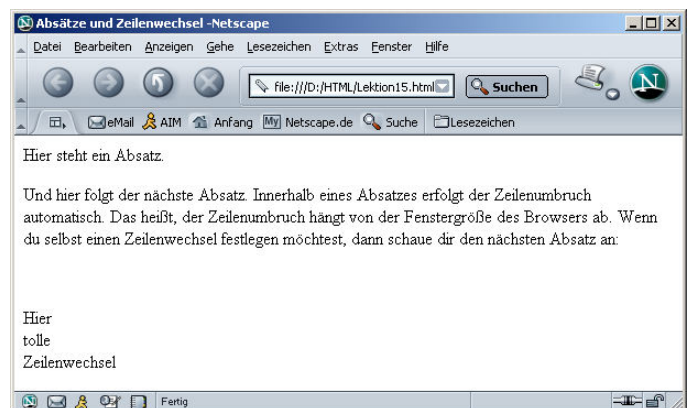 Absätze und Zeilenwechsel -Netscape
Datei Bearbeiten Anzeigen Gehe Lesezeichen Extras Fenster Hilfe
file:///D:/HTML/Lektion15.html Suchen N
eMail AIM Anfang My Netscape.de Suche Lesezeichen
Hier steht ein Absatz.
Und hier folgt der nächste Absatz. Innerhalb eines Absatzes erfolgt der Zeilenumbruch
automatisch. Das heißt, der Zeilenumbruch hängt von der Fenstergröße des Browsers ab. Wenn
du selbst einen Zeilenwechsel festlegen möchtest, dann schaue dir den nächsten Absatz an:
Hier
tolle
Zeilenwechsel
Fertig